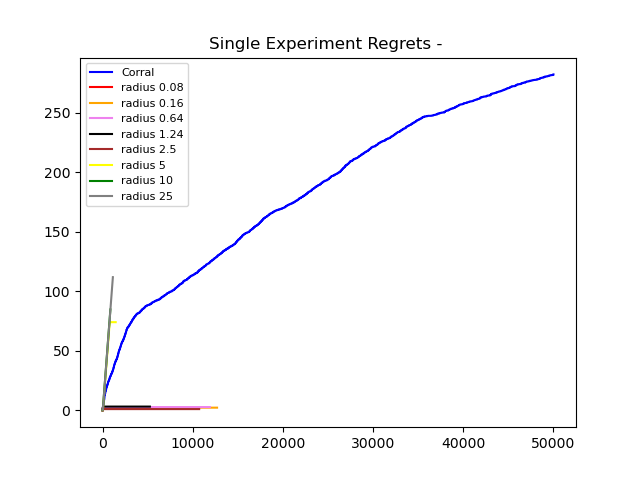 Single Experiment Regrets -
Corral
radius 0.08
radius 0.16
radius 0.64
radius 1.24
radius 2.5
radius 5
radius 10
radius 25
250
200
150
100
50
0
0 10000 20000 30000 40000 50000